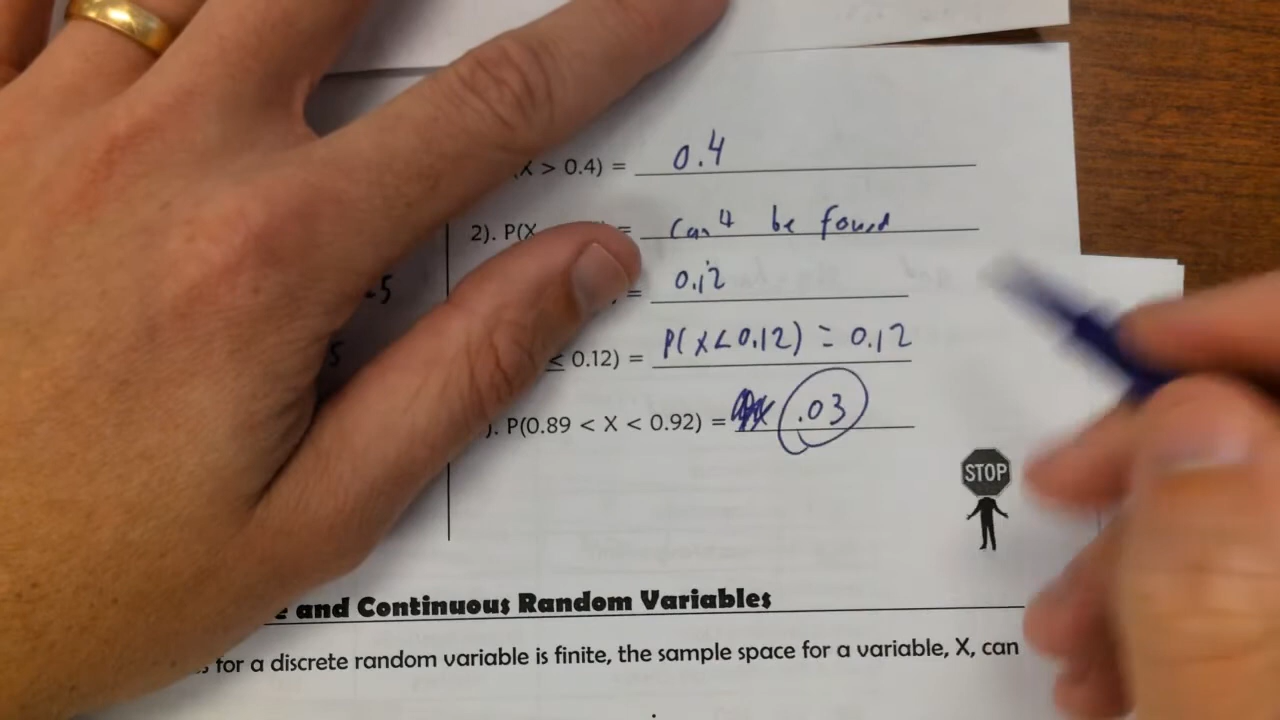 > 0.4) = 0.4
2). P(X = Can't be found
-5
= 0.12
5
≤ 0.12) = P(X<0.12) = 0.12
). P(0.89 < X < 0.92) = .03
STOP
and Continuous Random Variables
for a discrete random variable is finite, the sample space for a variable, X, can